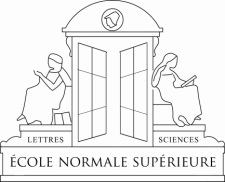 LETTRES SCIENCES
ÉCOLE NORMALE SUPÉRIEURE